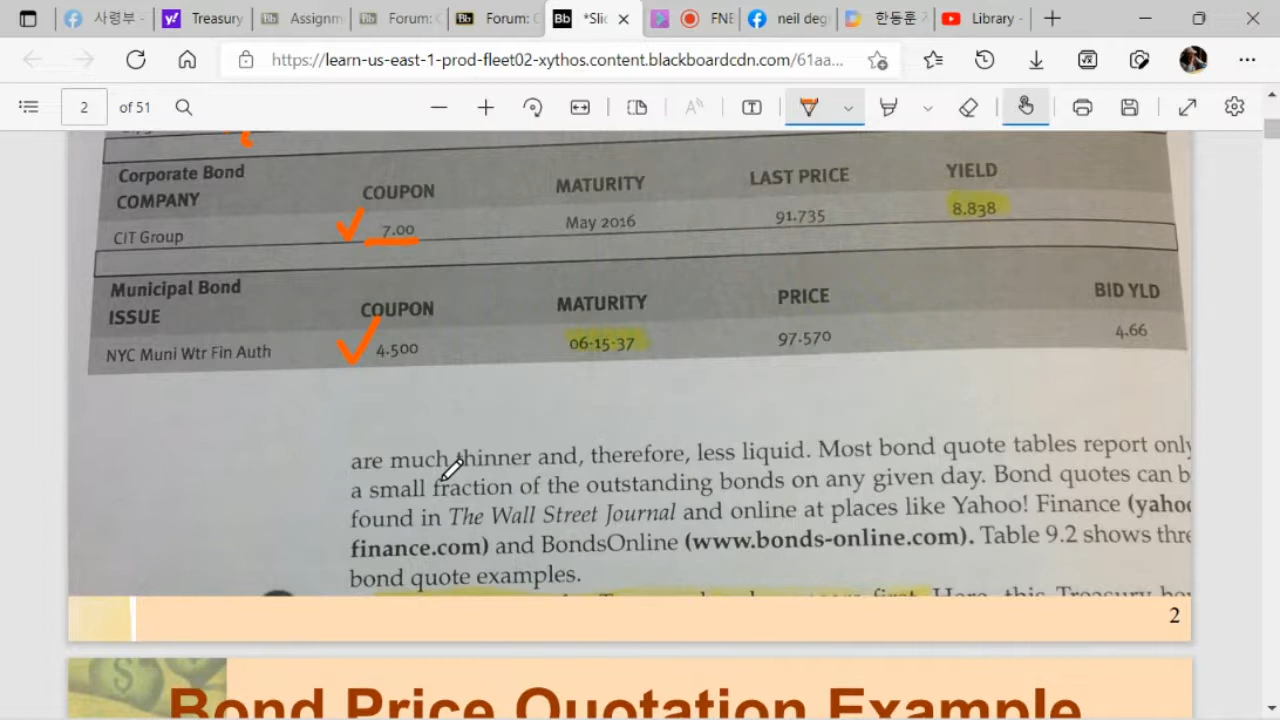 사령부 -
Treasury
Assignm
Forum: C
Forum: C
*Slic
FNE
neil deg
한동훈
Library -
https://learn-us-east-1-prod-fleet02-xythos.content.blackboardcdn.com/61aa...
2 of 51
Corporate Bond
COMPANY COUPON MATURITY LAST PRICE YIELD
CIT Group 7.00 May 2016 91.735 8.838
Municipal Bond
ISSUE COUPON MATURITY PRICE BID YLD
NYC Muni Wtr Fin Auth 4.500 06-15-37 97.570 4.66
are much thinner and, therefore, less liquid. Most bond quote tables report only
a small fraction of the outstanding bonds on any given day. Bond quotes can b
found in The Wall Street Journal and online at places like Yahoo! Finance (yahoo
finance.com) and BondsOnline (www.bonds-online.com). Table 9.2 shows thre
bond quote examples.
2
Bond Price Quotation Example